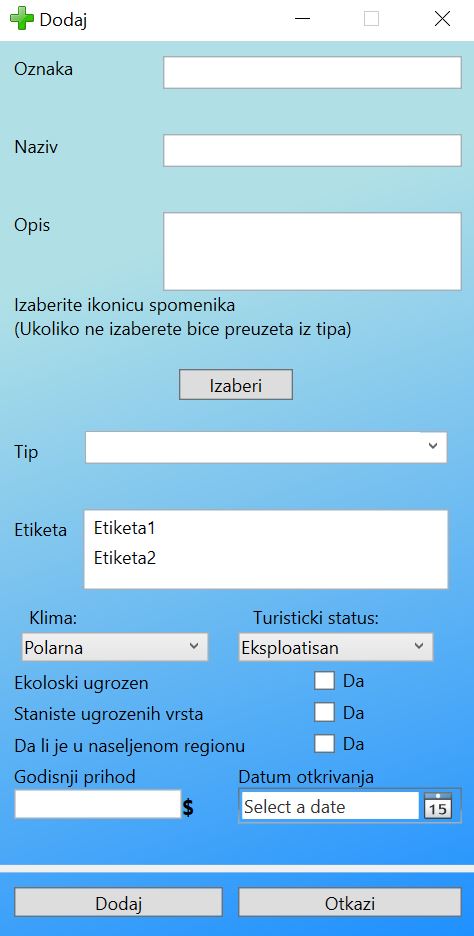 Dodaj
Oznaka
Naziv
Opis
Izaberite ikonicu spomenika
(Ukoliko ne izaberete bice preuzeta iz tipa)
Izaberi
Tip
Etiketa
Etiketa1
Etiketa2
Klima: Turisticki status:
Polarna Eksploatisan
Ekoloski ugrozen Da
Staniste ugrozenih vrsta Da
Da li je u naseljenom regionu Da
Godisnji prihod Datum otkrivanja
$ Select a date 15
Dodaj Otkazi